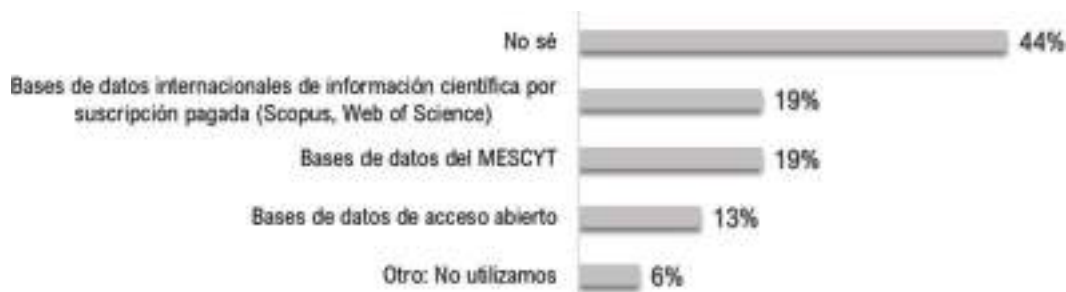 No sé 44%
Bases de datos internacionales de información científica por
suscripción pagada (Scopus, Web of Science) 19%
Bases de datos del MESCYT 19%
Bases de datos de acceso abierto 13%
Otro: No utilizamos 6%